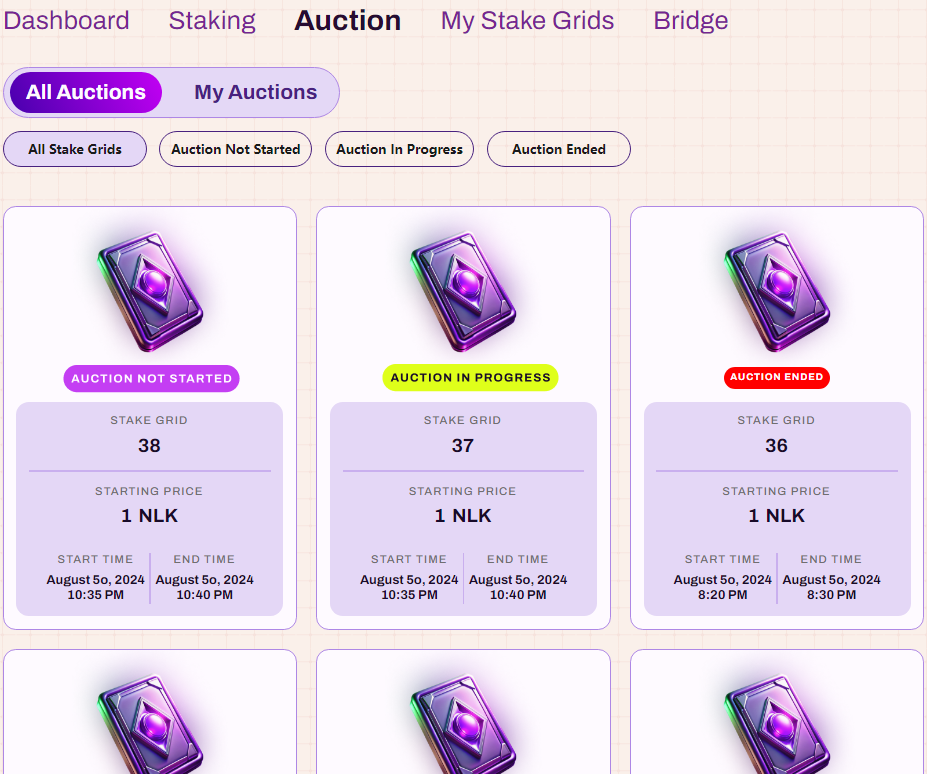 Dashboard Staking Auction My Stake Grids Bridge
All Auctions My Auctions
All Stake Grids Auction Not Started Auction In Progress Auction Ended
AUCTION NOT STARTED AUCTION IN PROGRESS AUCTION ENDED
STAKE GRID STAKE GRID STAKE GRID
38 37 36
STARTING PRICE STARTING PRICE STARTING PRICE
1 NLK 1 NLK 1 NLK
START TIME END TIME START TIME END TIME START TIME END TIME
August 5o, 2024 August 5o, 2024 August 5o, 2024 August 5o, 2024 August 5o, 2024 August 5o, 2024
10:35 PM 10:40 PM 10:35 PM 10:40 PM 8:20 PM 8:30 PM